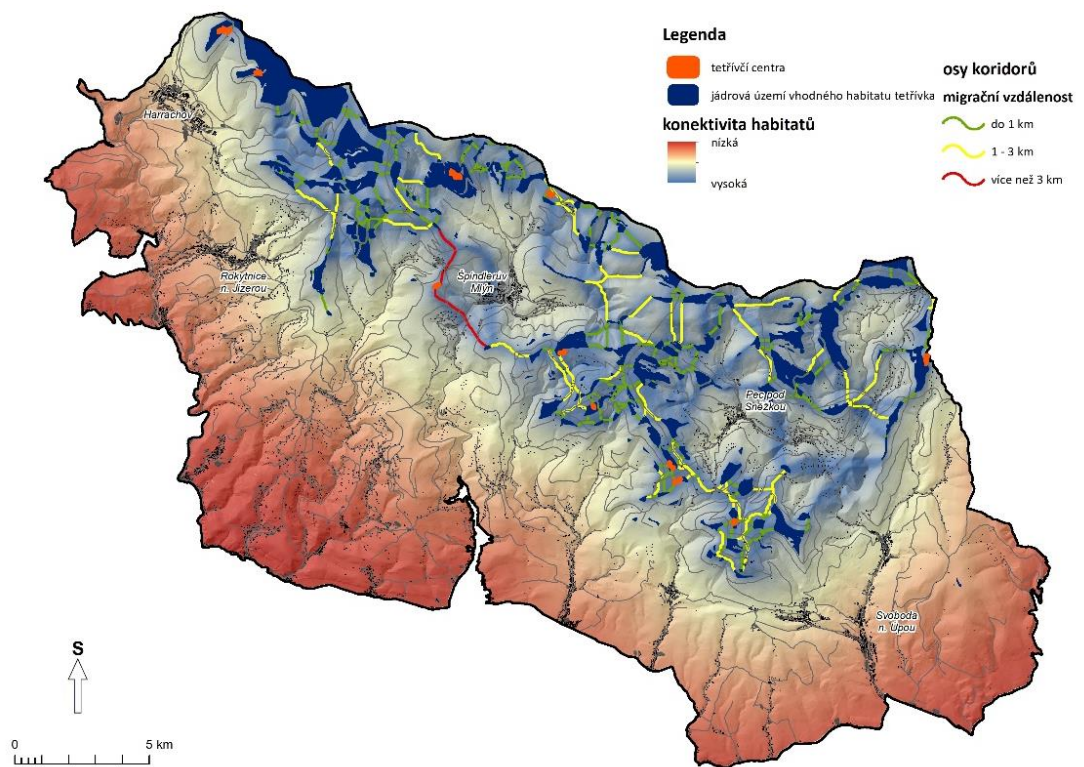 Legenda
tetřívčí centra
jádrová území vhodného habitatu tetřívka
konektivita habitatů
nízká
vysoká
osy koridorů
migrační vzdálenost
do 1 km
1 - 3 km
více než 3 km
Harrachov
Rokytnice
n. Jizerou
Špindlerův
Mlýn
Pec pod
Sněžkou
Svoboda
n. Úpou
S
0 5 km